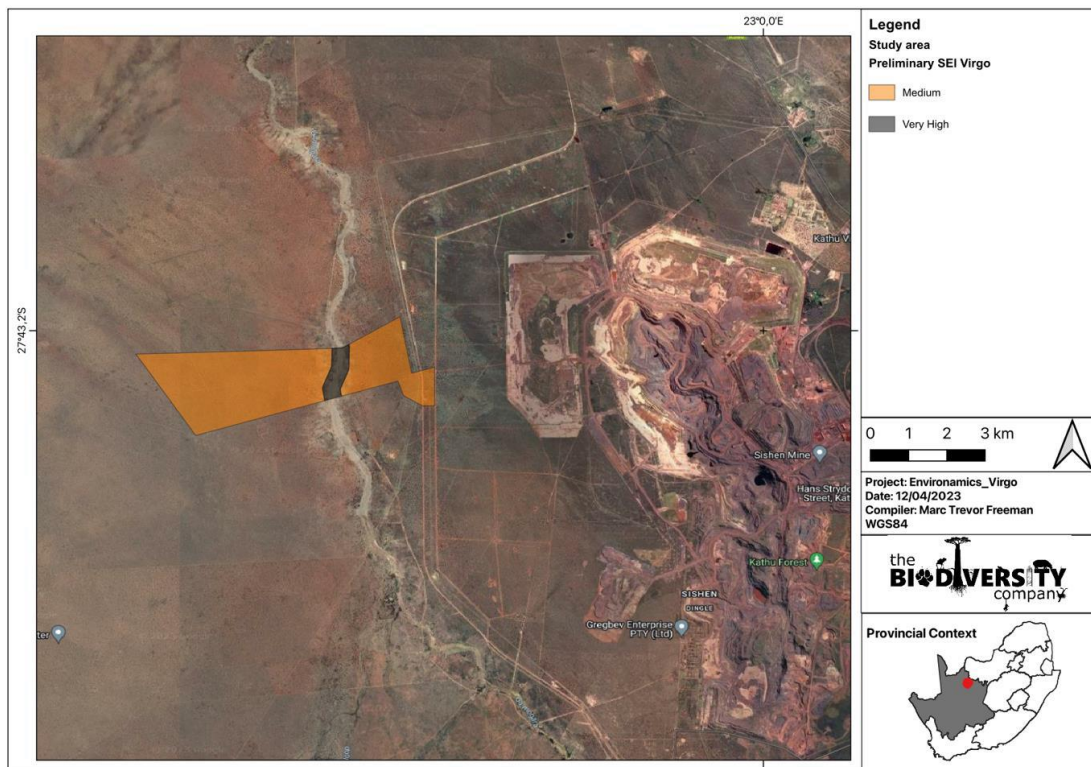 23°0,0'E
27°43,2'S
Kathu V
Sishen Mine
Hans Strydo
Street, Kat
Kathu Forest
SISHEN
DINGLE
Gregbev Enterprise
PTY (Ltd)
ter
Legend
Study area
Preliminary SEI Virgo
Medium
Very High
0 1 2 3 km
Project: Environamics_Virgo
Date: 12/04/2023
Compiler: Marc Trevor Freeman
WGS84
the
BIODIVERSITY
company
Provincial Context